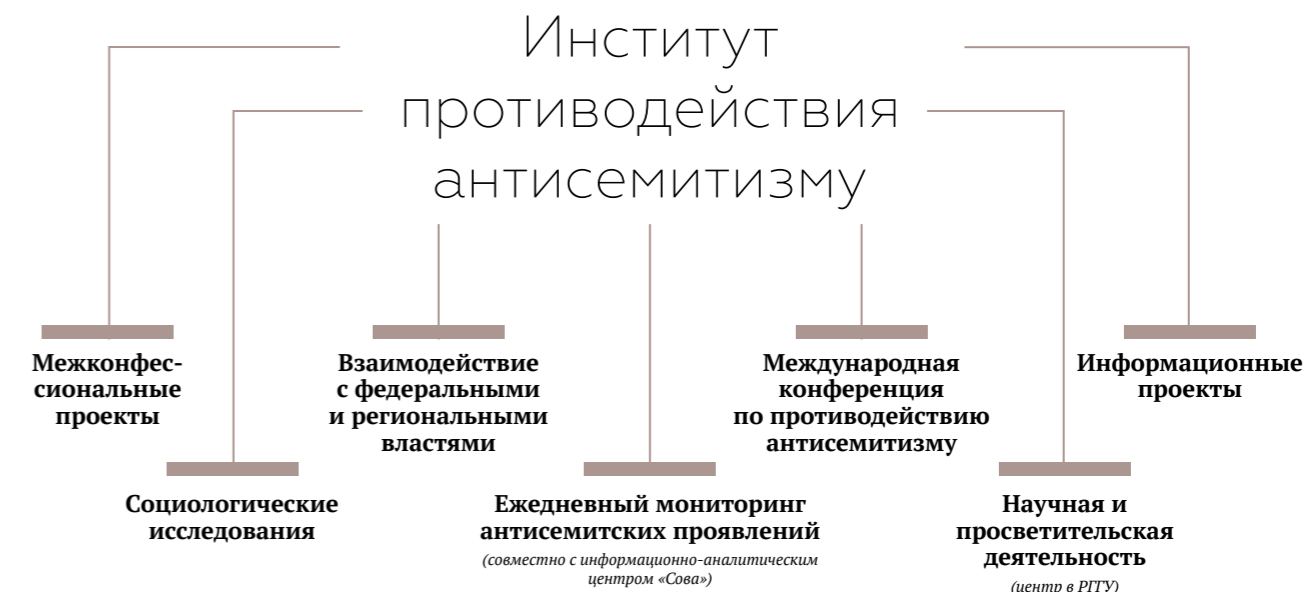 Институт
противодействия
антисемитизму
Межконфес-
сиональные
проекты
Взаимодействие
с федеральными
и региональными
властями
Международная
конференция
по противодействию
антисемитизму
Информационные
проекты
Социологические
исследования
Ежедневный мониторинг
антисемитских проявлений
(совместно с информационно-аналитическим
центром «Сова»)
Научная и
просветительская
деятельность
(центр в РГГУ)